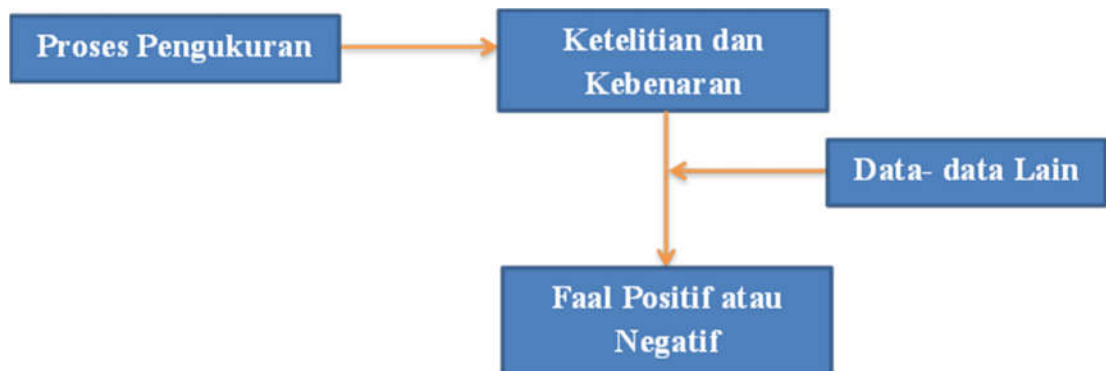 Proses Pengukuran
Ketelitian dan
Kebenaran
Data- data Lain
Faal Positif atau
Negatif